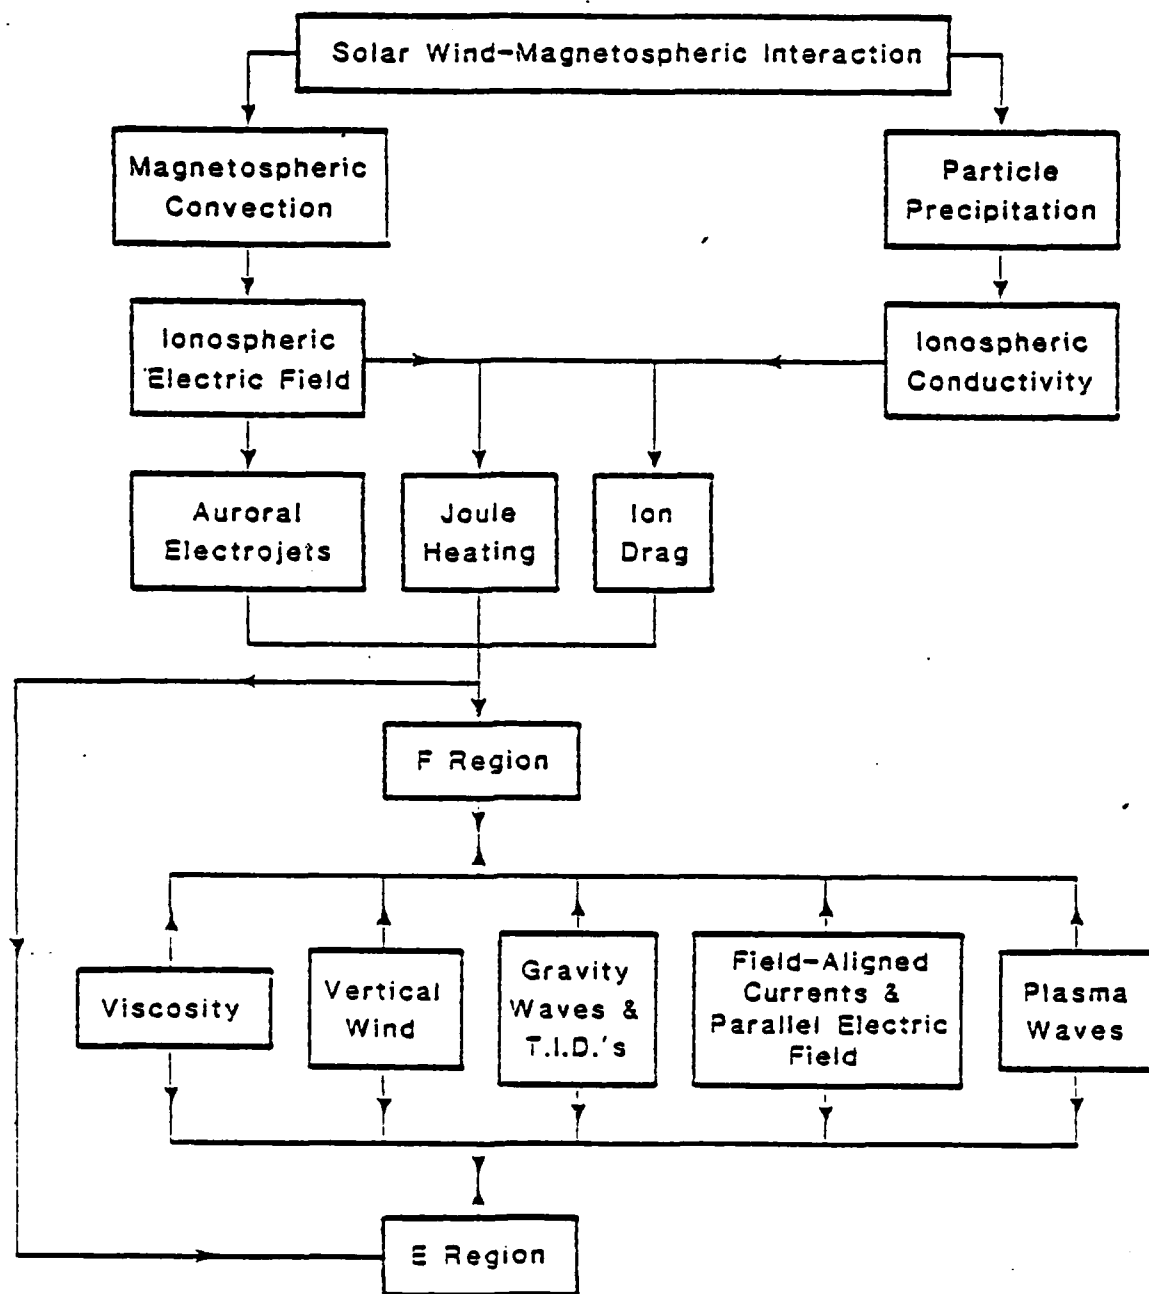 Solar Wind-Magnetospheric Interaction
Magnetospheric
Convection
Particle
Precipitation
Ionospheric
Electric Field
Ionospheric
Conductivity
Auroral
Electrojets
Joule
Heating
Ion
Drag
F Region
Viscosity
Vertical
Wind
Gravity
Waves &
T.I.D.'s
Field-Aligned
Currents &
Parallel Electric
Field
Plasma
Waves
E Region